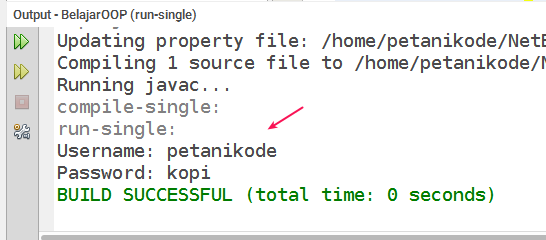 Output - BelajarOOP (run-single)
Updating property file: /home/petanikode/NetB
Compiling 1 source file to /home/petanikode/N
Running javac...
compile-single:
run-single:
Username: petanikode
Password: kopi
BUILD SUCCESSFUL (total time: 0 seconds)